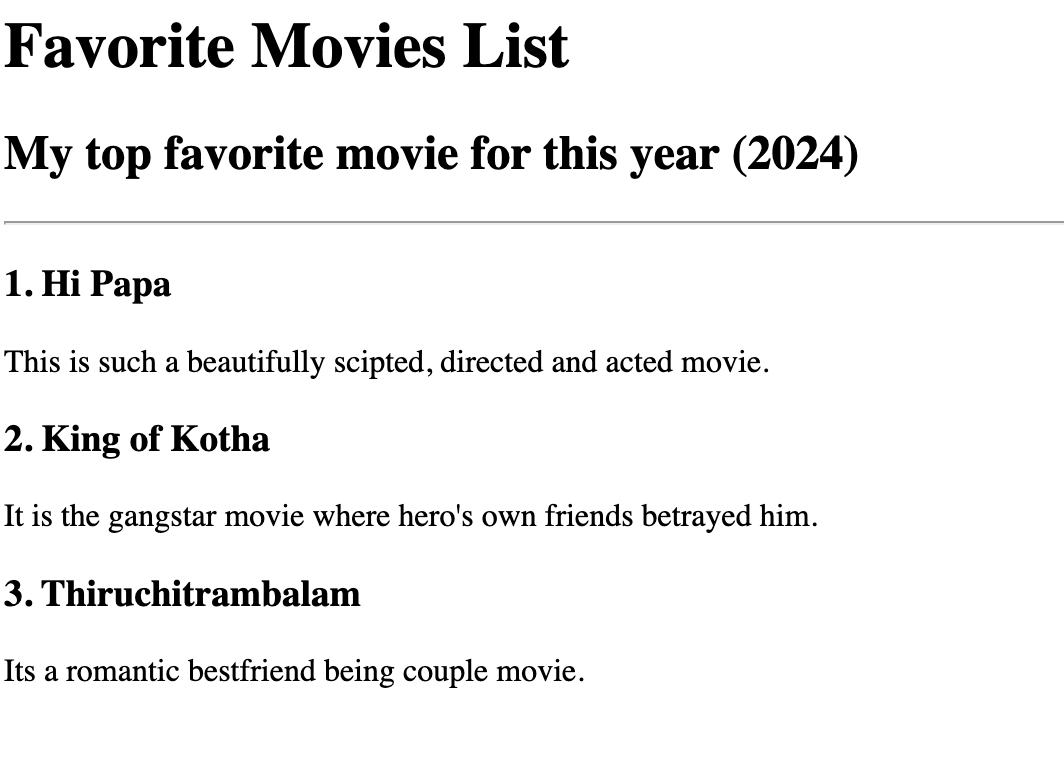 Favorite Movies List
My top favorite movie for this year (2024)
1. Hi Papa
This is such a beautifully scipted, directed and acted movie.
2. King of Kotha
It is the gangstar movie where hero's own friends betrayed him.
3. Thiruchitrambalam
Its a romantic bestfriend being couple movie.